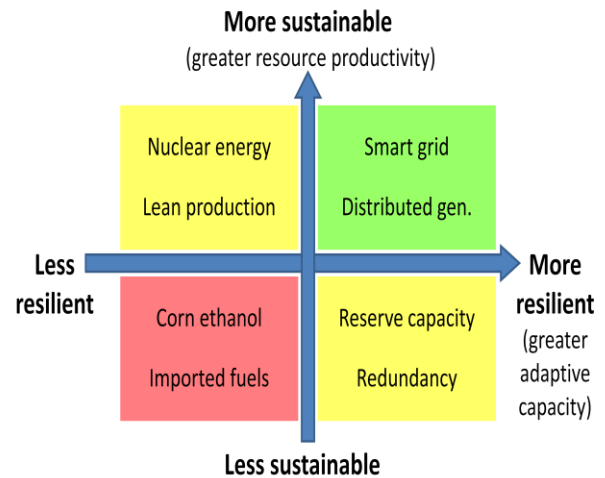 More sustainable
(greater resource productivity)
Nuclear energy
Lean production
Smart grid
Distributed gen.
Less
resilient
More
resilient
(greater
adaptive
capacity)
Corn ethanol
Imported fuels
Reserve capacity
Redundancy
Less sustainable